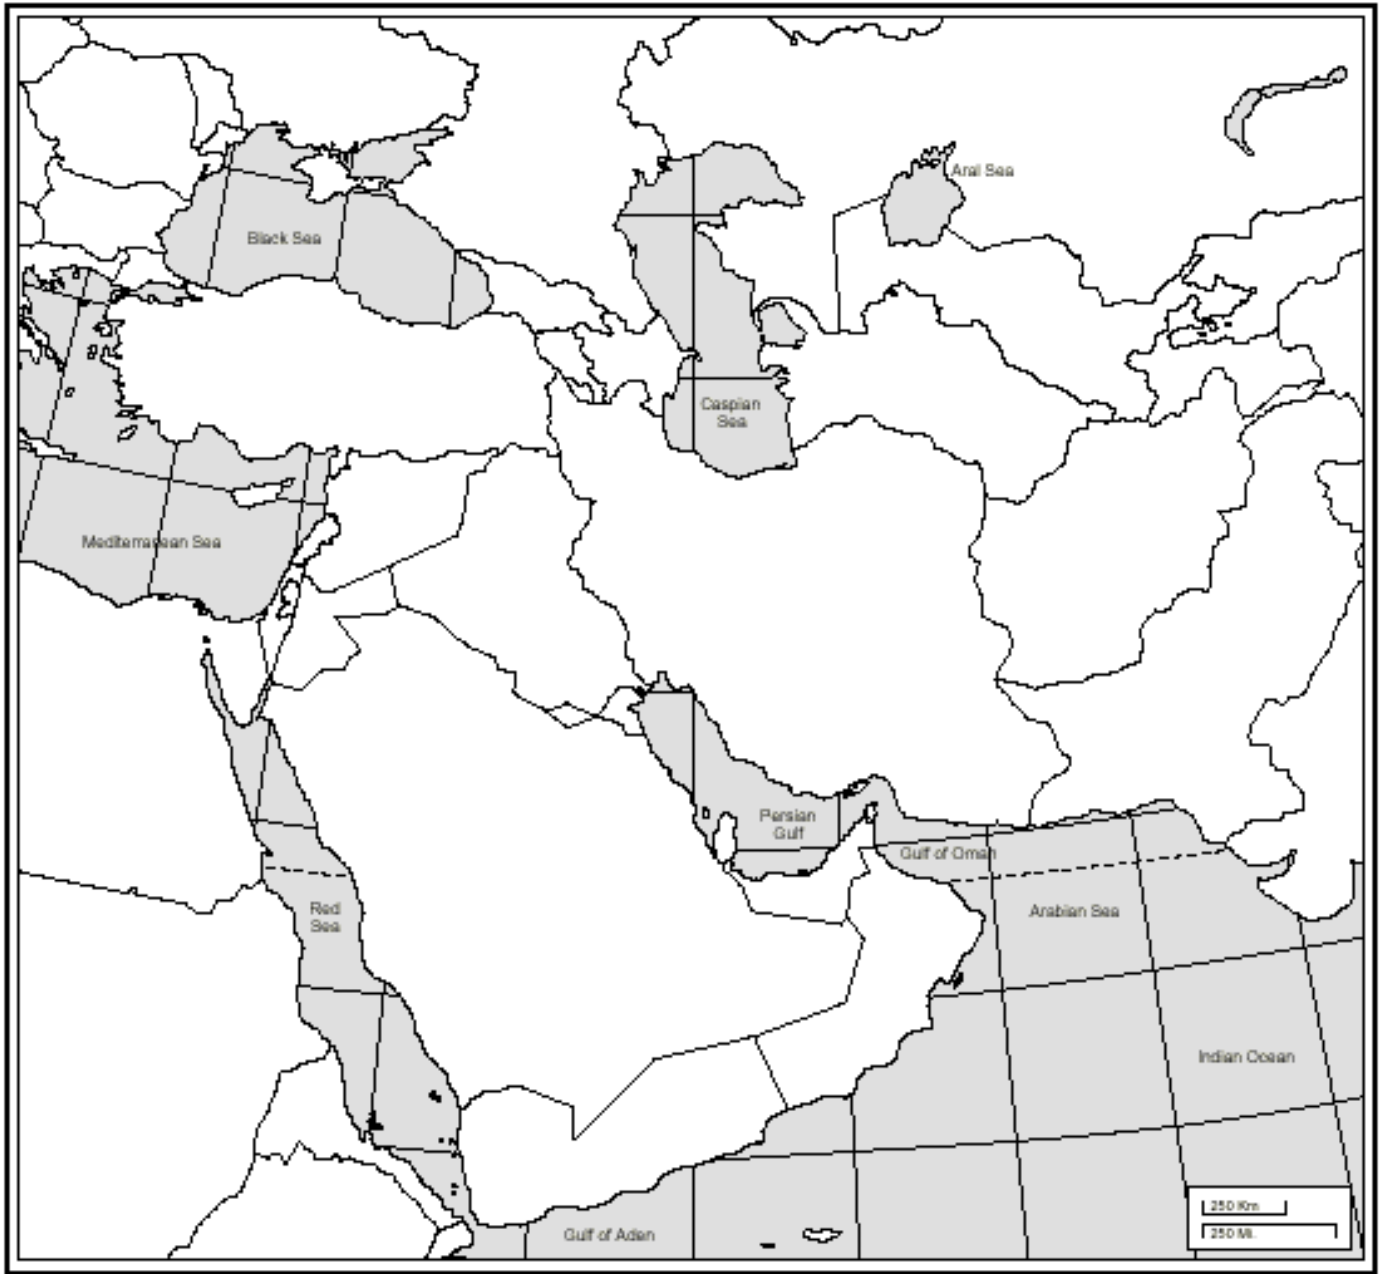 Aral Sea
Black Sea
Caspian
Sea
Mediterranean Sea
Persian
Gulf
Gulf of Oman
Red
Sea
Arabian Sea
Indian Ocean
250 Km
250 Mi.
Gulf of Aden